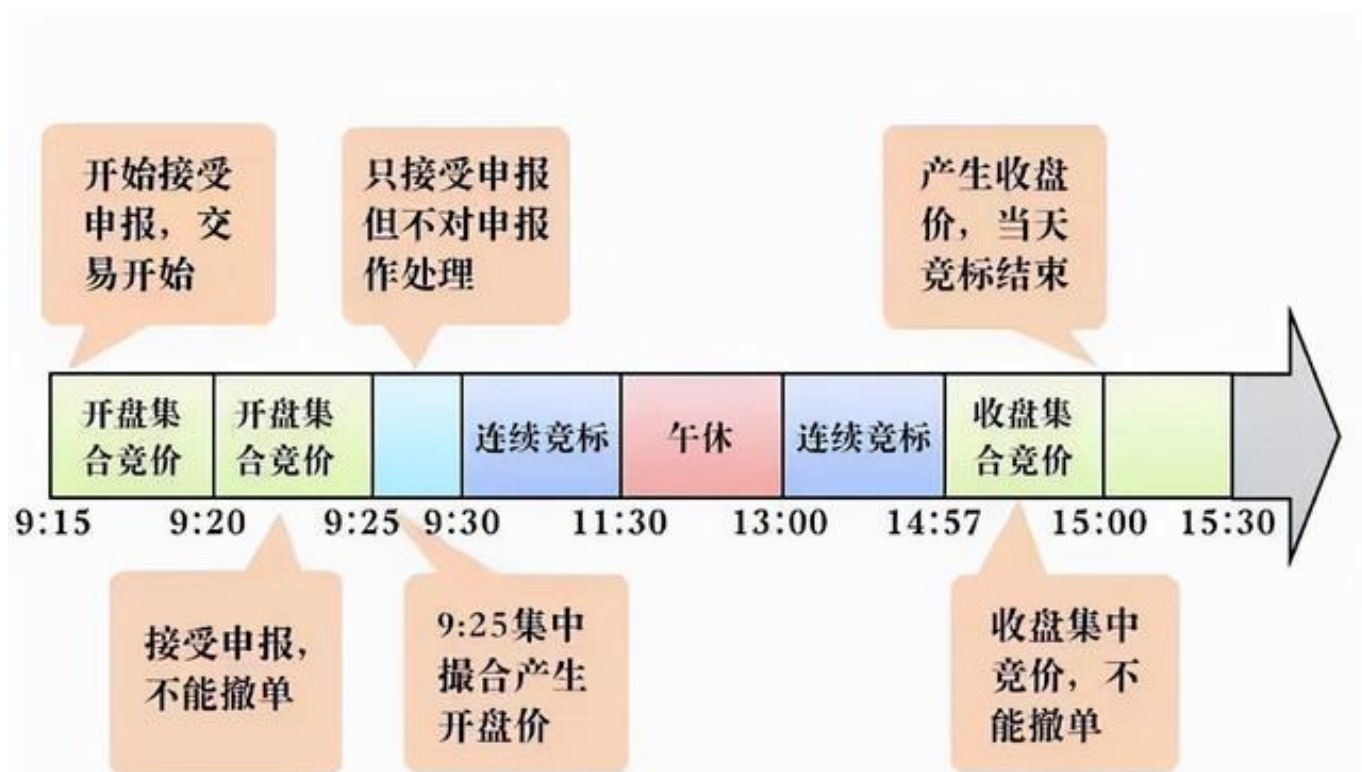 开始接受
申报，交
易开始
只接受申报
但不对申报
作处理
产生收盘
价，当天
竞标结束
开盘集
合竞价
开盘集
合竞价
连续竞标
午休
连续竞标
收盘集
合竞价
9:15
9:20
9:25
9:30
11:30
13:00
14:57
15:00
15:30
接受申报，
不能撤单
9:25集中
撮合产生
开盘价
收盘集中
竞价，不
能撤单